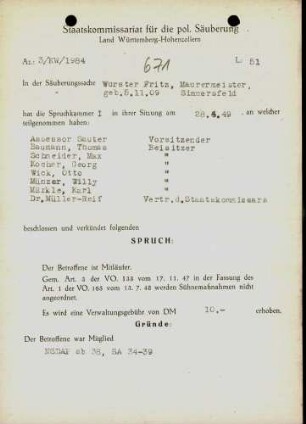 Staatskommissariat für die pol. Säuberung
Land Württemberg-Hohenzollern
Az: 3/KW/1984 671 L: 51
In der Säuberungssache Wurster Fritz, Maurermeister,
geb.5.11.09 Simmersfeld
hat die Spruchkammer I in ihrer Sitzung am 28.4.49 an welcher
teilgenommen haben:
Assessor Sauter Vorsitzender
Baumann, Thomas Beisitzer
Schneider, Max "
Kocher, Georg "
Wick, Otto "
Münzer, Willy "
Märkle, Karl "
Dr.Müller-Reif Vertr.d.Staatskommissars
beschlossen und verkündet folgenden
SPRUCH:
Der Betroffene ist Mitläufer.
Gem. Art. 2 der VO. 133 vom 17. 11. 47 in der Fassung des
Art. 1 der VO. 165 vom 13. 7. 48 werden Sühnemaßnahmen nicht
angeordnet.
Es wird eine Verwaltungsgebühr von DM 10.- erhoben.
Gründe:
Der Betroffene war Mitglied
NSDAP ab 38, SA 34-39